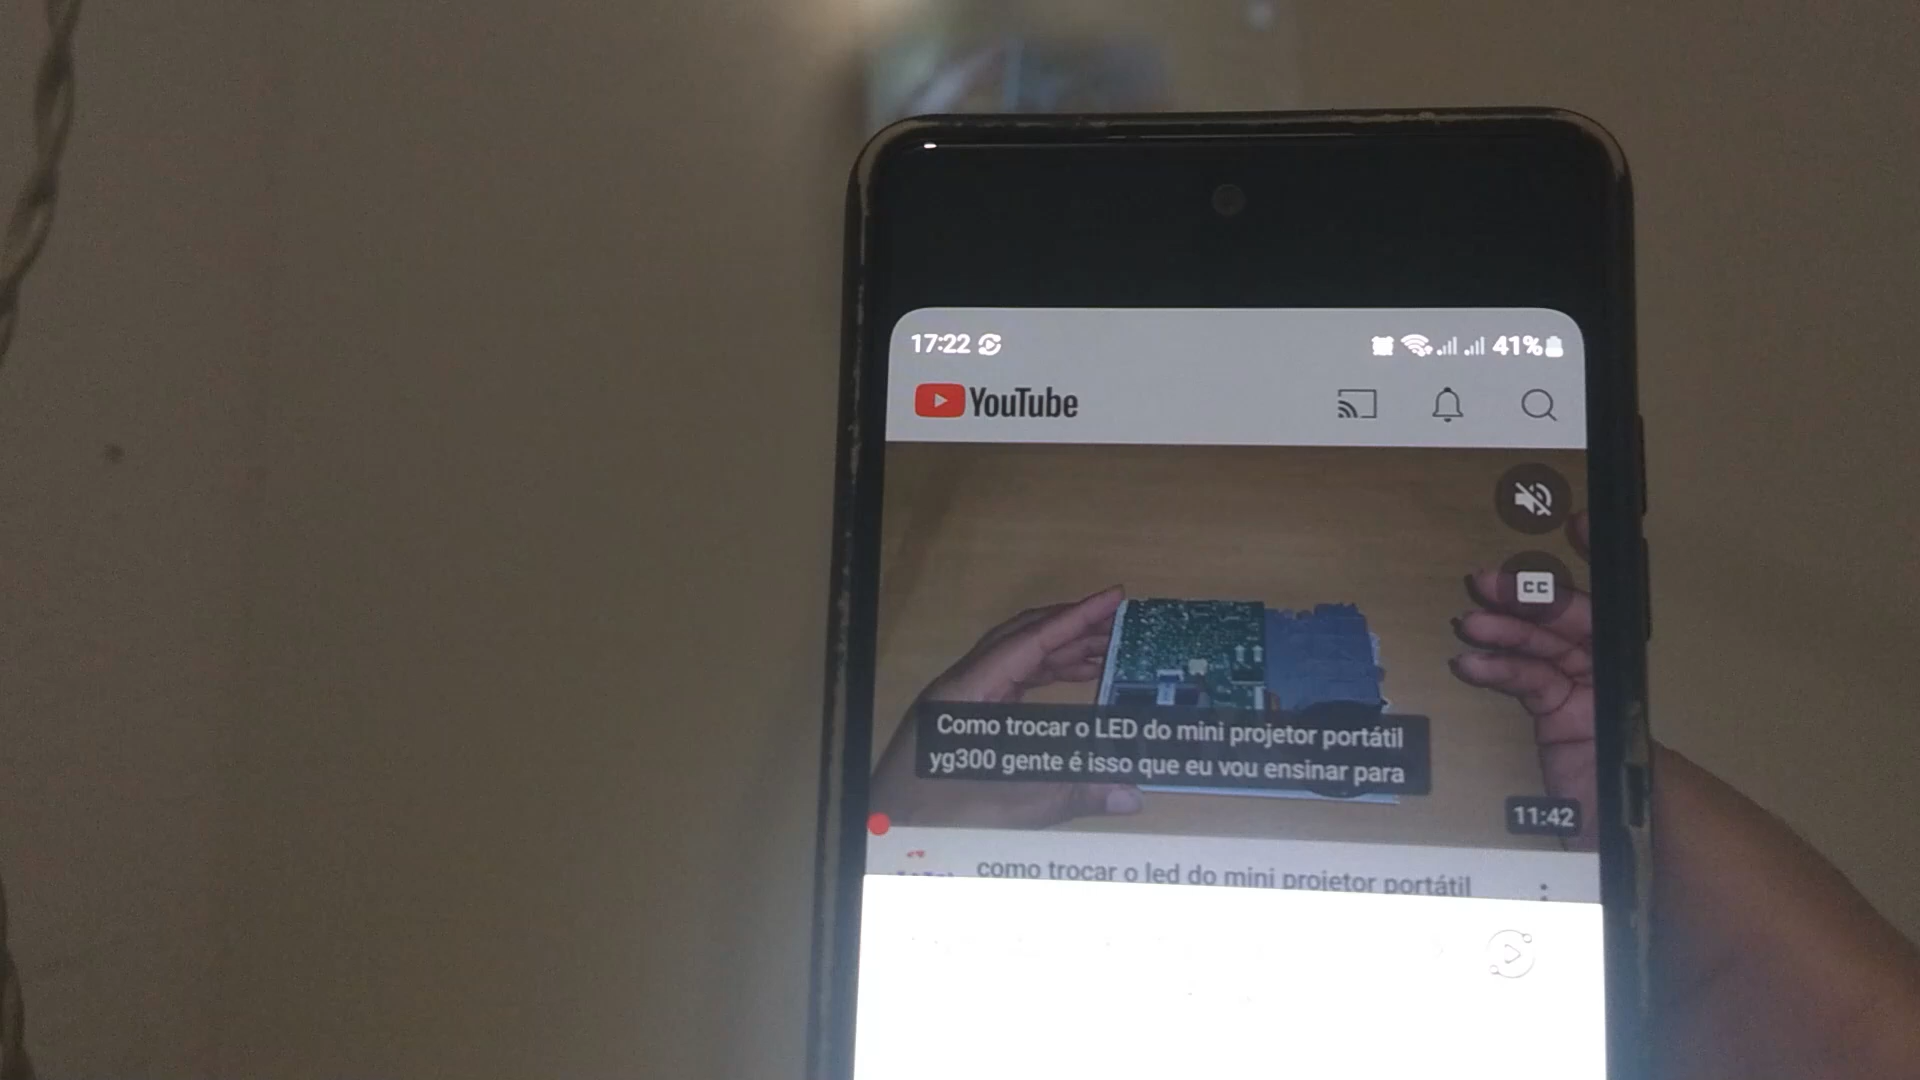 17:22 41%
YouTube
CC
Como trocar o LED do mini projetor portátil
yg300 gente é isso que eu vou ensinar para
11:42
como trocar o led do mini projetor portátil